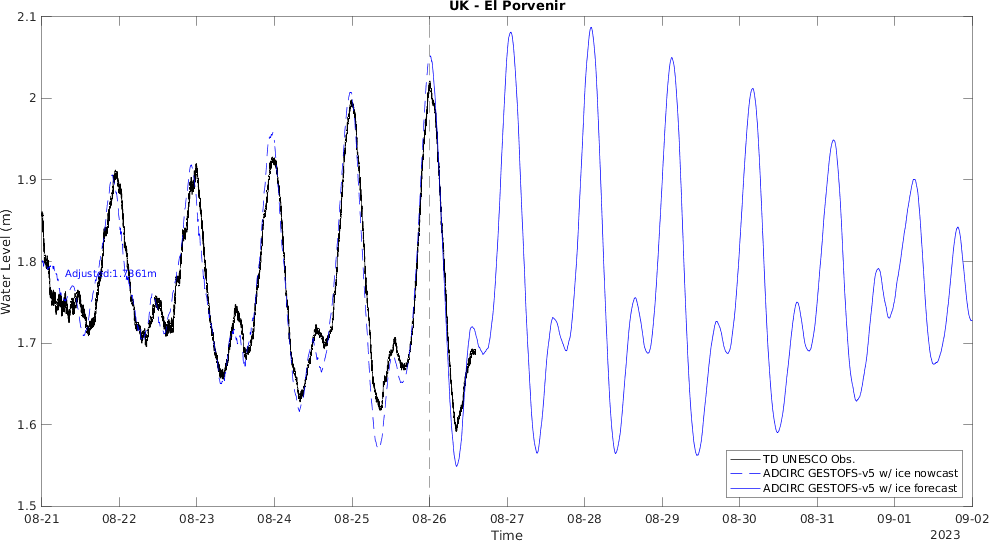 UK - El Porvenir
2.1
2
1.9
1.8
1.7
1.6
1.5
Water Level (m)
Adjusted:1.7361m
TD UNESCO Obs.
ADCIRC GESTOFS-v5 w/ ice nowcast
ADCIRC GESTOFS-v5 w/ ice forecast
08-21 08-22 08-23 08-24 08-25 08-26 08-27 08-28 08-29 08-30 08-31 09-01 09-02
Time
2023